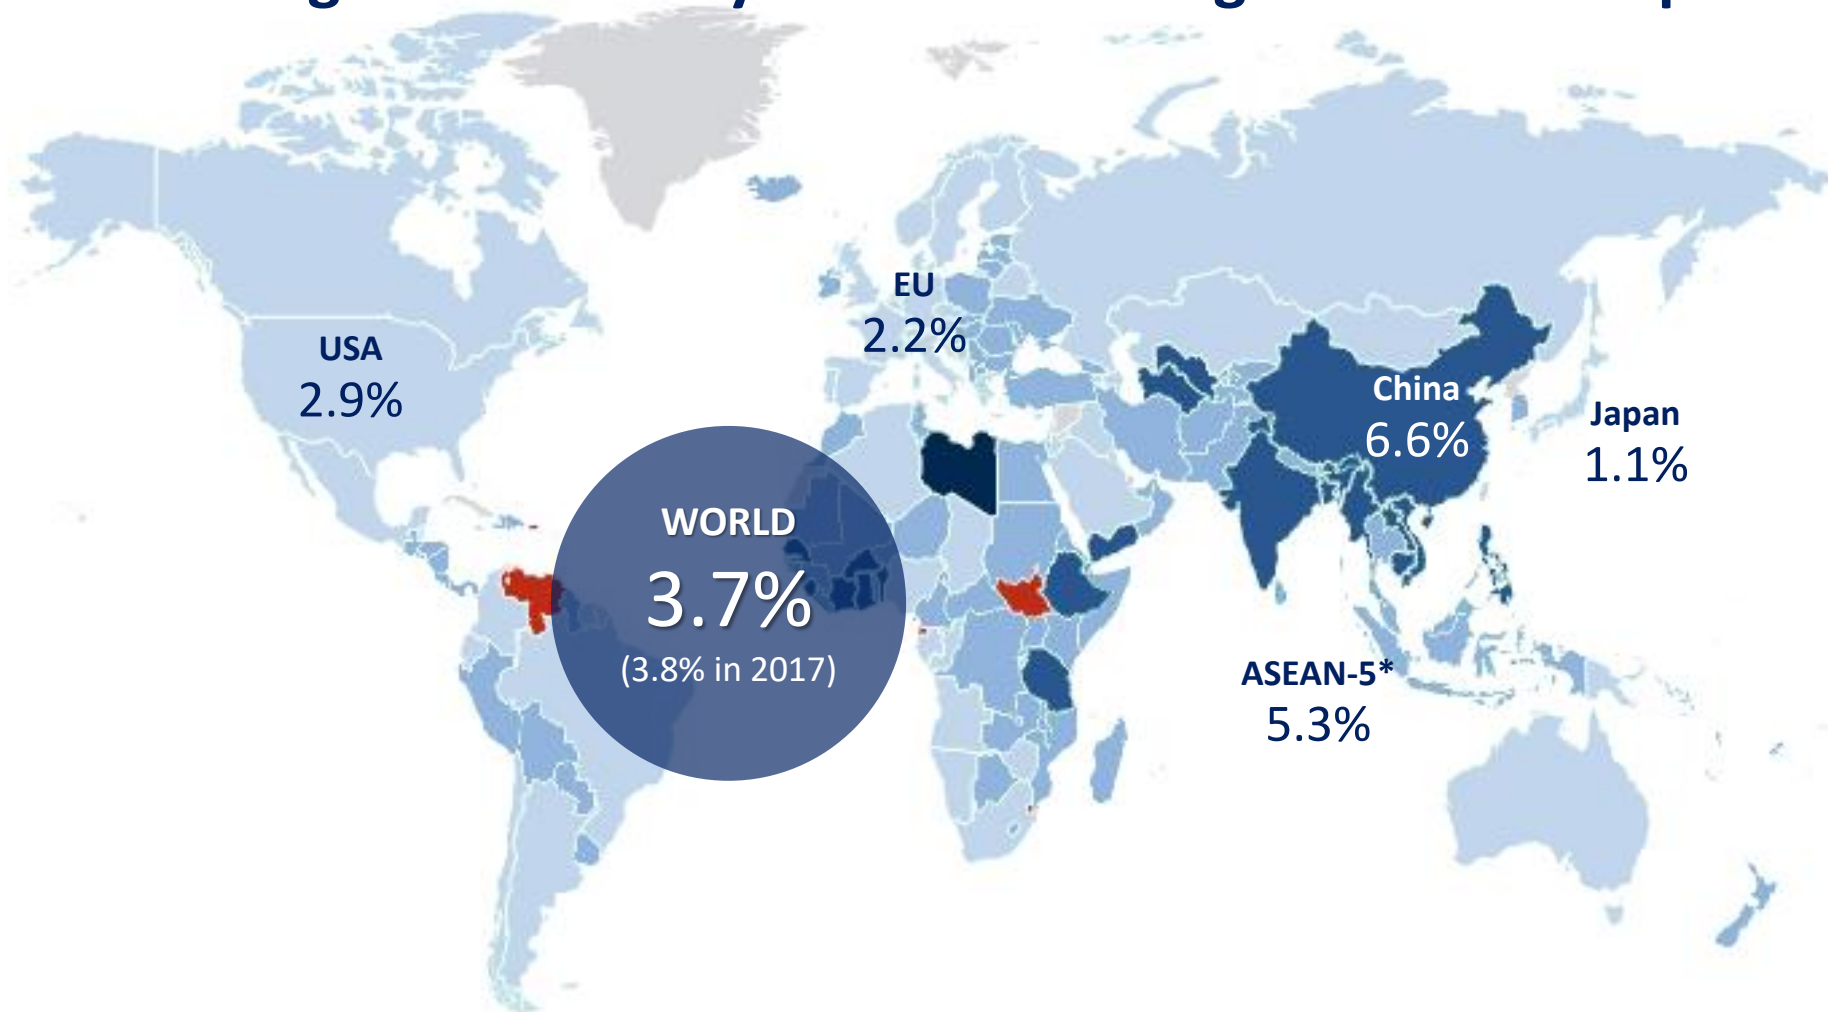 EU
2.2%
USA
2.9%
China
6.6%
Japan
1.1%
WORLD
3.7%
(3.8% in 2017)
ASEAN-5*
5.3%